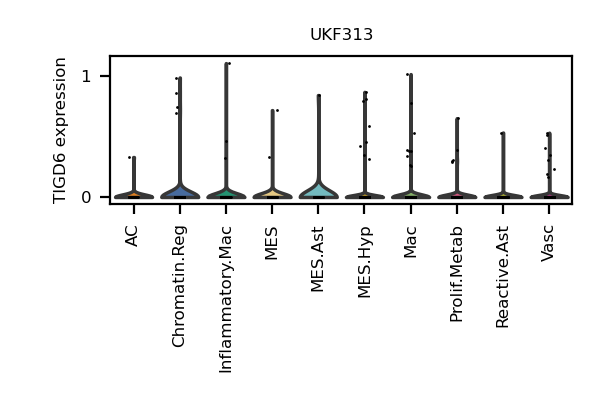 UKF313
TIGD6 expression
1
0
AC
Chromatin.Reg
Inflammatory.Mac
MES
MES.Ast
MES.Hyp
Mac
Prolif.Metab
Reactive.Ast
Vasc